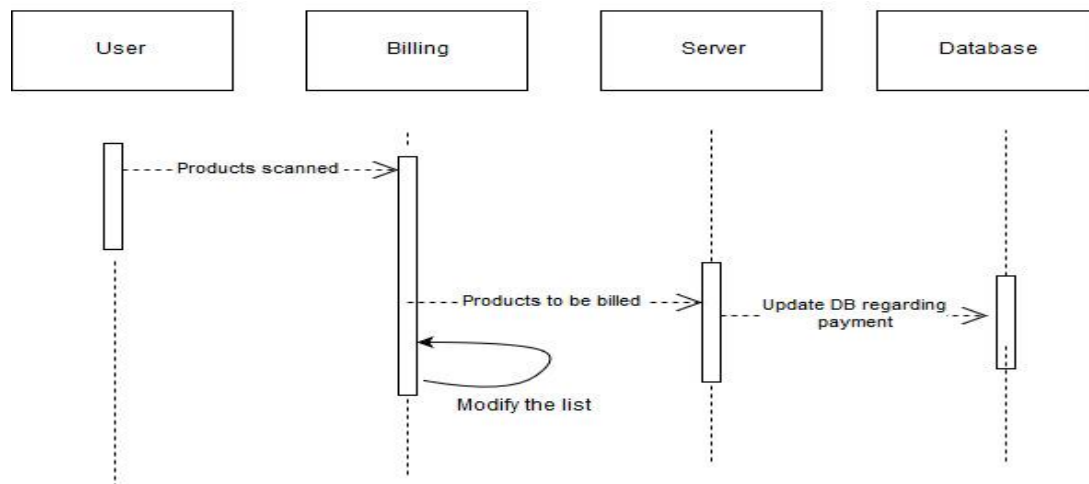 User
Billing
Server
Database
Products scanned
Products to be billed
Update DB regarding
payment
Modify the list